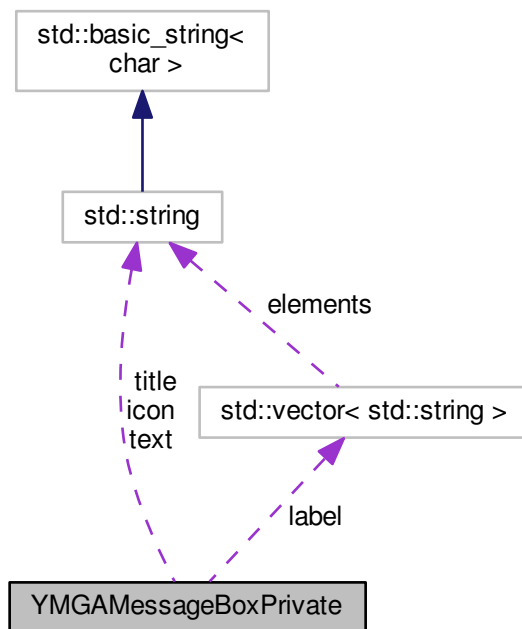 std::basic_string<
char >
std::string
elements
title
icon
text
std::vector< std::string >
label
YMGAMessageBoxPrivate